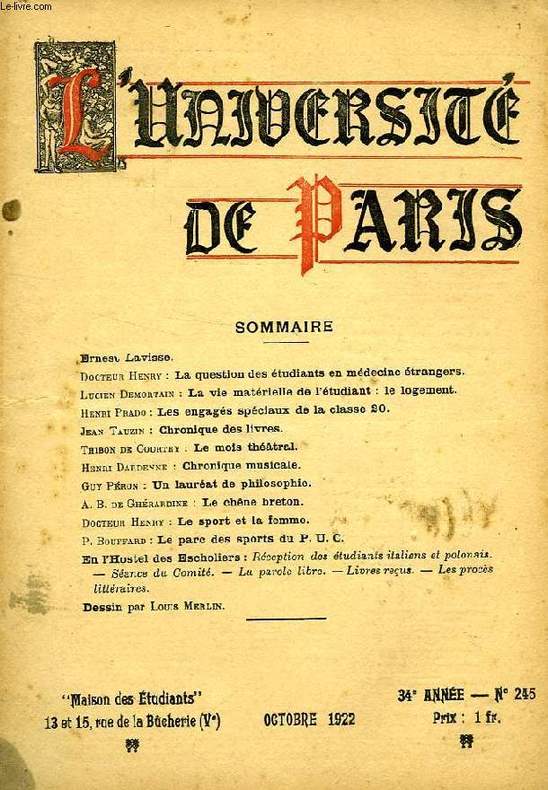 Le-livre.com
L'UNIVERSITÉ
DE PARIS
SOMMAIRE
Ernest Lavisse.
DOCTEUR HENRY : La question des étudiants en médecine étrangers.
LUCIEN DEMORTAIN : La vie matérielle de l'étudiant : le logement.
HENRI PRADO : Les engagés spéciaux de la classe 20.
JEAN TAUZIN : Chronique des livres.
THIBON DE COURTRY : Le mois théâtral.
HENRI DARDENNE : Chronique musicale.
GUY PÉRON : Un lauréat de philosophie.
A. B. DE GHÉRARDINE : Le chêne breton.
DOCTEUR HENRY : Le sport et la femme.
P. BOUFFARD : Le parc des sports du P. U. C.
En l'Hostel des Escholiers : Réception des étudiants italiens et polonais.
— Séance du Comité. — La parole libre. — Livres reçus. — Les procès
littéraires.
Dessin par LOUIS MERLIN.
"Maison des Étudiants"
13 et 15, rue de la Bûcherie (Ve)
OCTOBRE 1922
34e ANNÉE — N° 245
Prix : 1 fr.